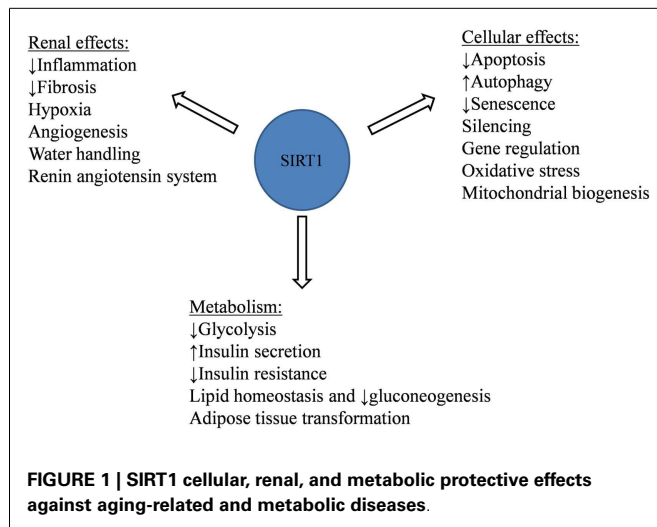 Renal effects:
↓Inflammation
↓Fibrosis
Hypoxia
Angiogenesis
Water handling
Renin angiotensin system
Cellular effects:
↓Apoptosis
↑Autophagy
↓Senescence
Silencing
Gene regulation
Oxidative stress
Mitochondrial biogenesis
SIRT1
Metabolism:
↓Glycolysis
↑Insulin secretion
↓Insulin resistance
Lipid homeostasis and ↓gluconeogenesis
Adipose tissue transformation
FIGURE 1 | SIRT1 cellular, renal, and metabolic protective effects
against aging-related and metabolic diseases.